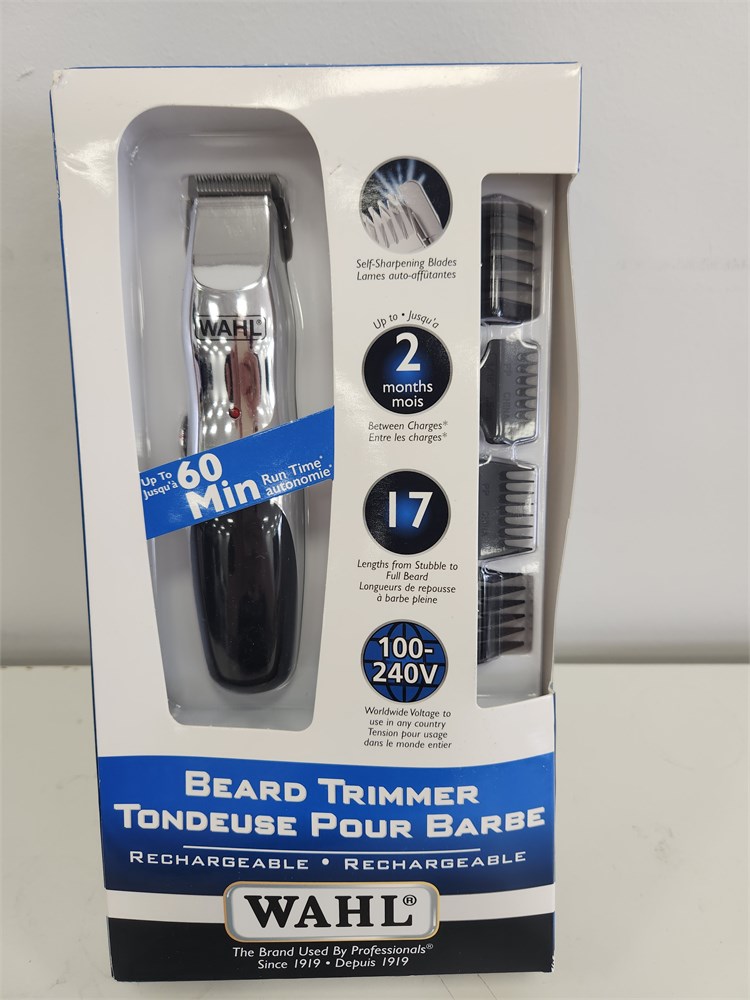 WAHL®
Up To
Jusqu'à
60
Min
Run Time*
autonomie*
Self-Sharpening Blades
Lames auto-affûtantes
Up to • Jusqu'à
2
months
mois
Between Charges*
Entre les charges*
17
Lengths from Stubble to
Full Beard
Longueurs de repousse
à barbe pleine
100-
240V
Worldwide Voltage to
use in any country
Tension pour usage
dans le monde entier
BEARD TRIMMER
TONDEUSE POUR BARBE
RECHARGEABLE • RECHARGEABLE
WAHL®
The Brand Used By Professionals®
Since 1919 • Depuis 1919